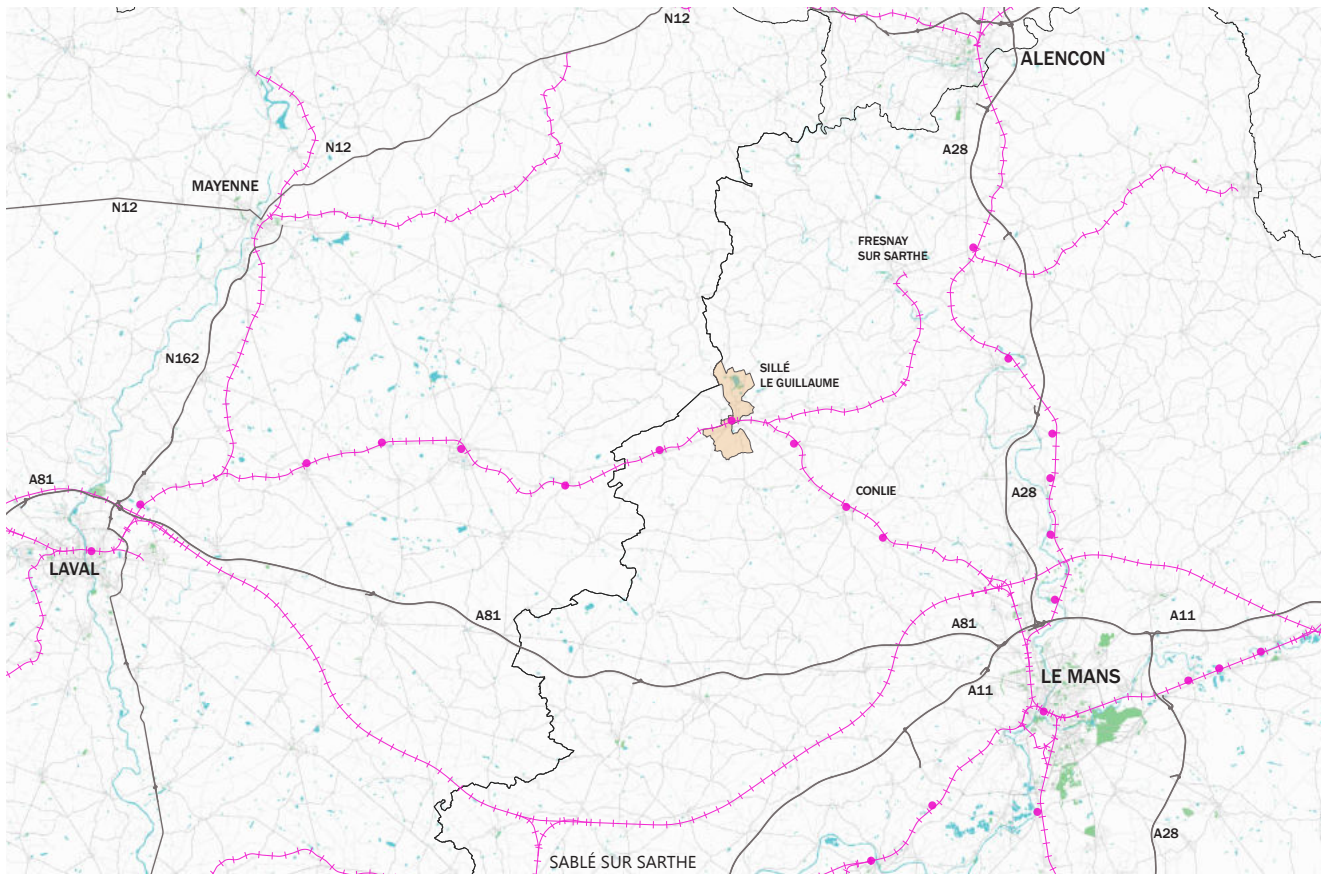 N12
ALENCON
N12
A28
MAYENNE
N12
FRESNAY
SUR SARTHE
N162
SILLÉ
LE GUILLAUME
A81
CONLIE
A28
LAVAL
A81
A81
A11
LE MANS
A11
A28
SABLÉ SUR SARTHE